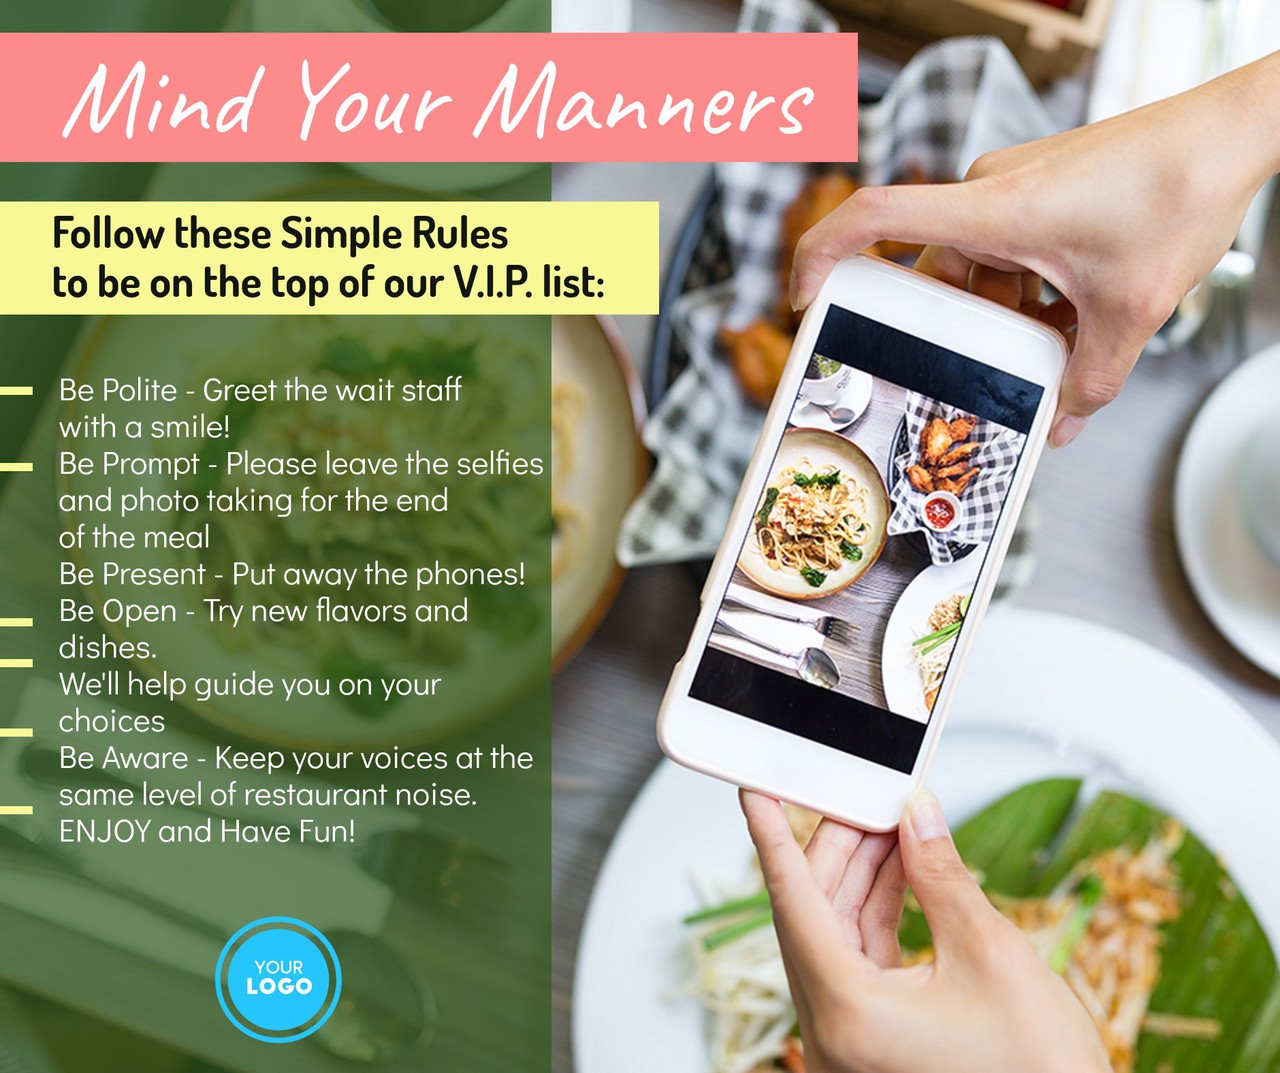 Mind Your Manners
Follow these Simple Rules
to be on the top of our V.I.P. list:
Be Polite - Greet the wait staff
with a smile!
Be Prompt - Please leave the selfies
and photo taking for the end
of the meal
Be Present - Put away the phones!
Be Open - Try new flavors and
dishes.
We'll help guide you on your
choices
Be Aware - Keep your voices at the
same level of restaurant noise.
ENJOY and Have Fun!
YOUR
LOGO